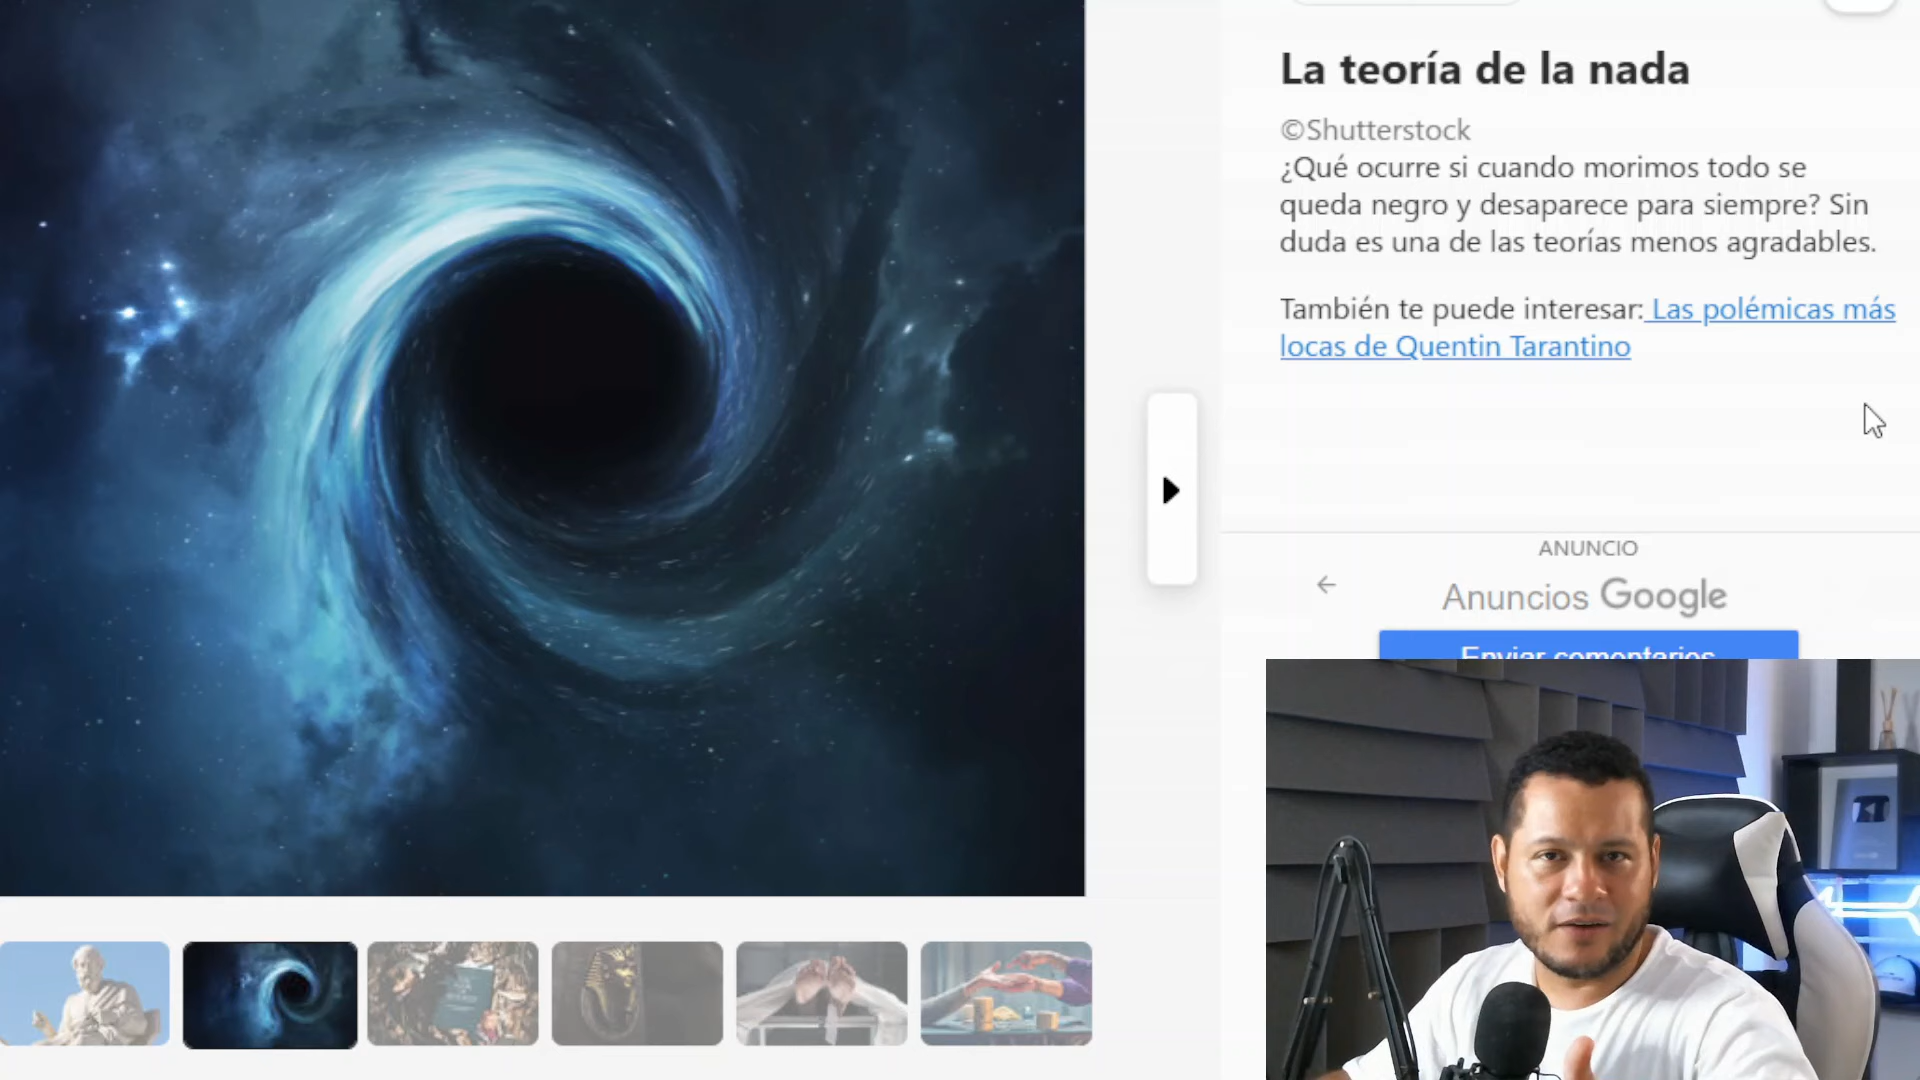 La teoría de la nada
©Shutterstock
¿Qué ocurre si cuando morimos todo se
queda negro y desaparece para siempre? Sin
duda es una de las teorías menos agradables.
También te puede interesar: Las polémicas más
locas de Quentin Tarantino
ANUNCIO
Anuncios Google
Enviar comentarios